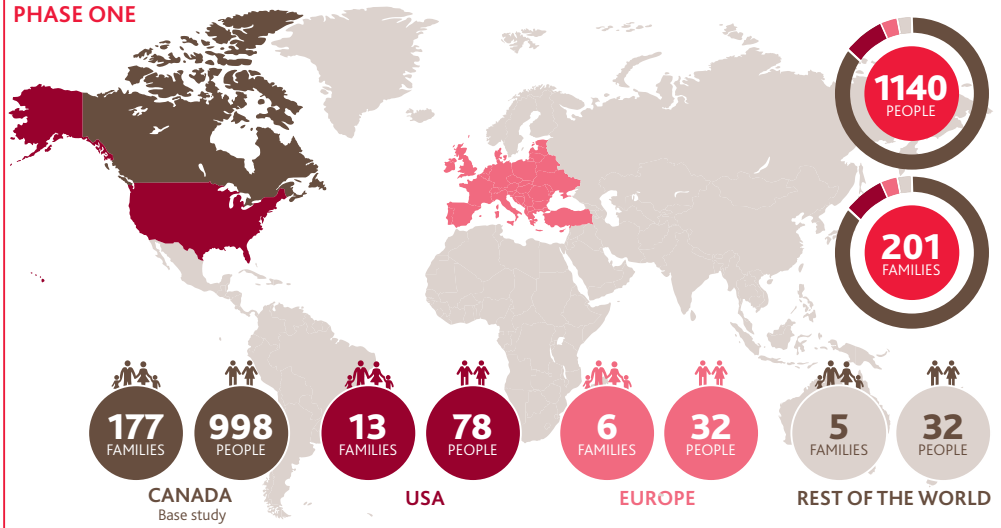 PHASE ONE
1140
PEOPLE
201
FAMILIES
177
FAMILIES
998
PEOPLE
CANADA
Base study
13
FAMILIES
78
PEOPLE
USA
6
FAMILIES
32
PEOPLE
EUROPE
5
FAMILIES
32
PEOPLE
REST OF THE WORLD